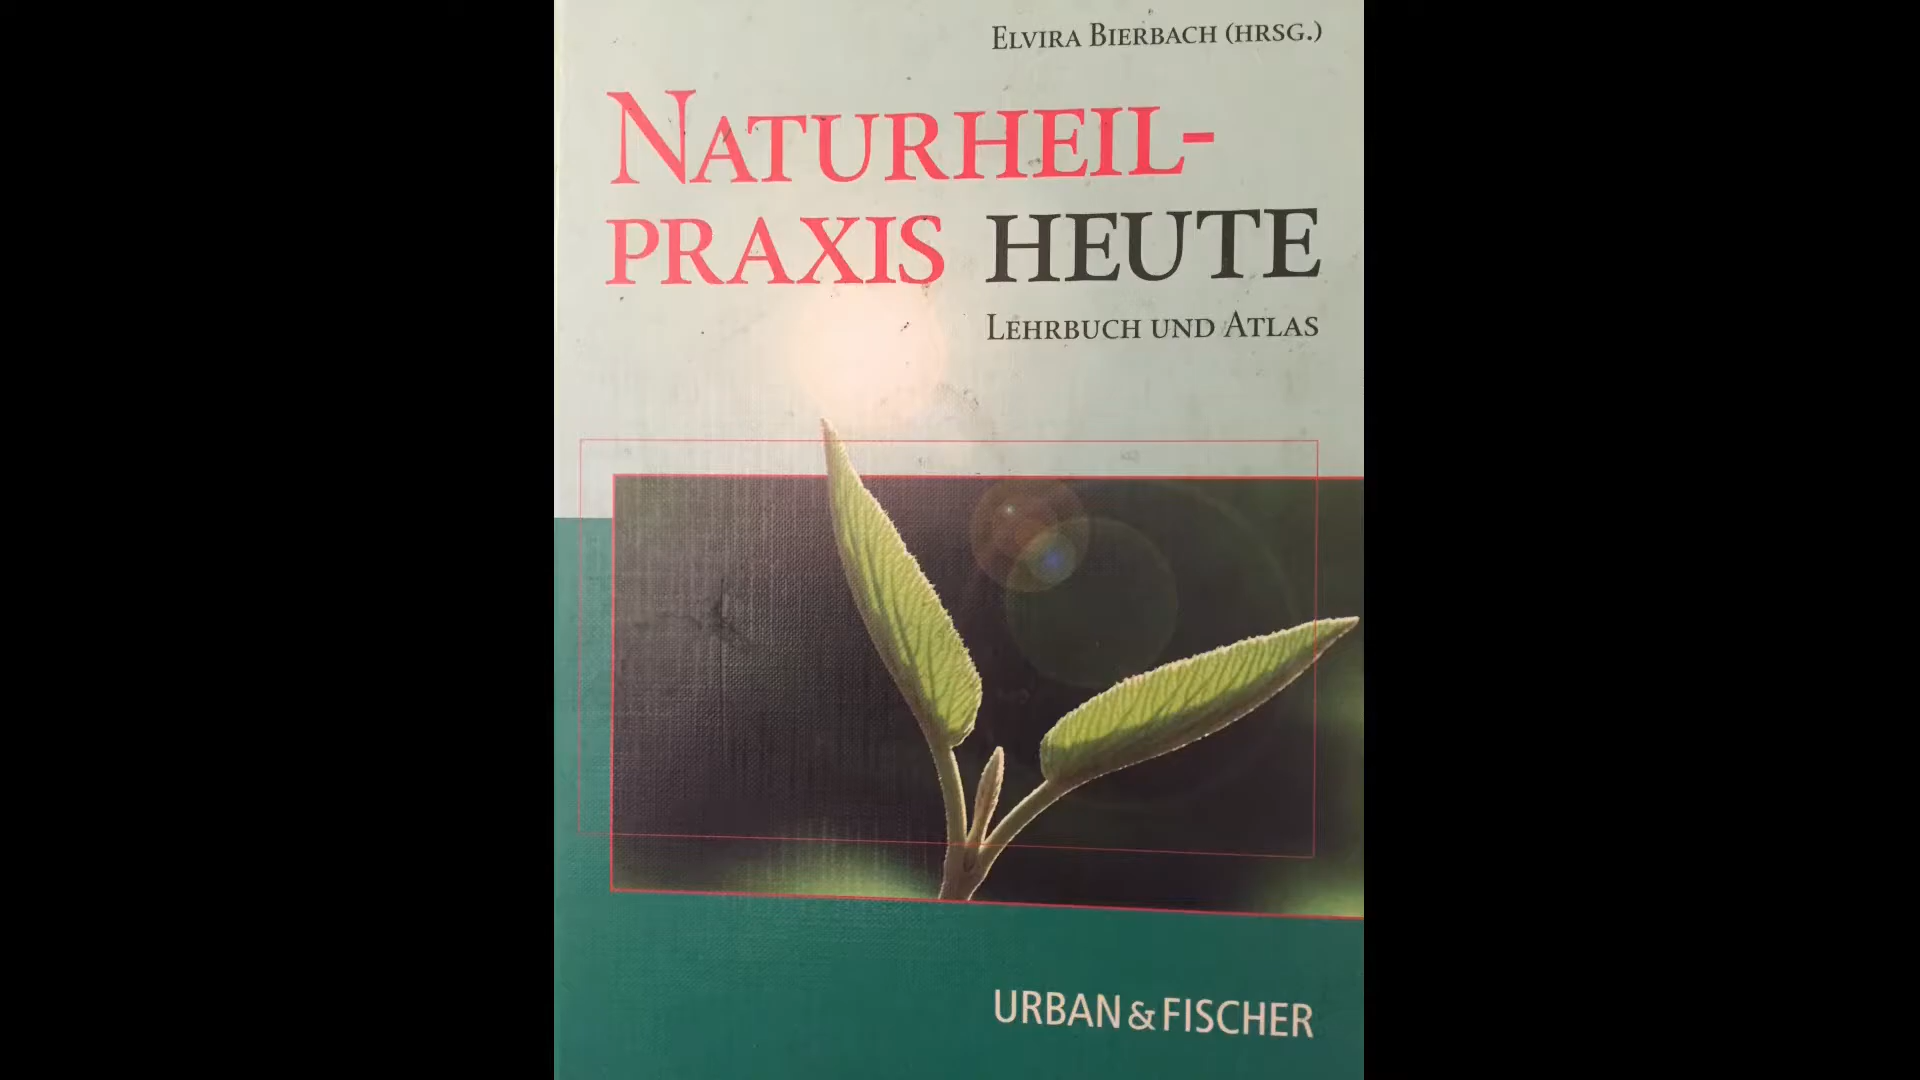 ELVIRA BIERBACH (HRSG.)
NATURHEIL-
PRAXIS HEUTE
LEHRBUCH UND ATLAS
URBAN & FISCHER